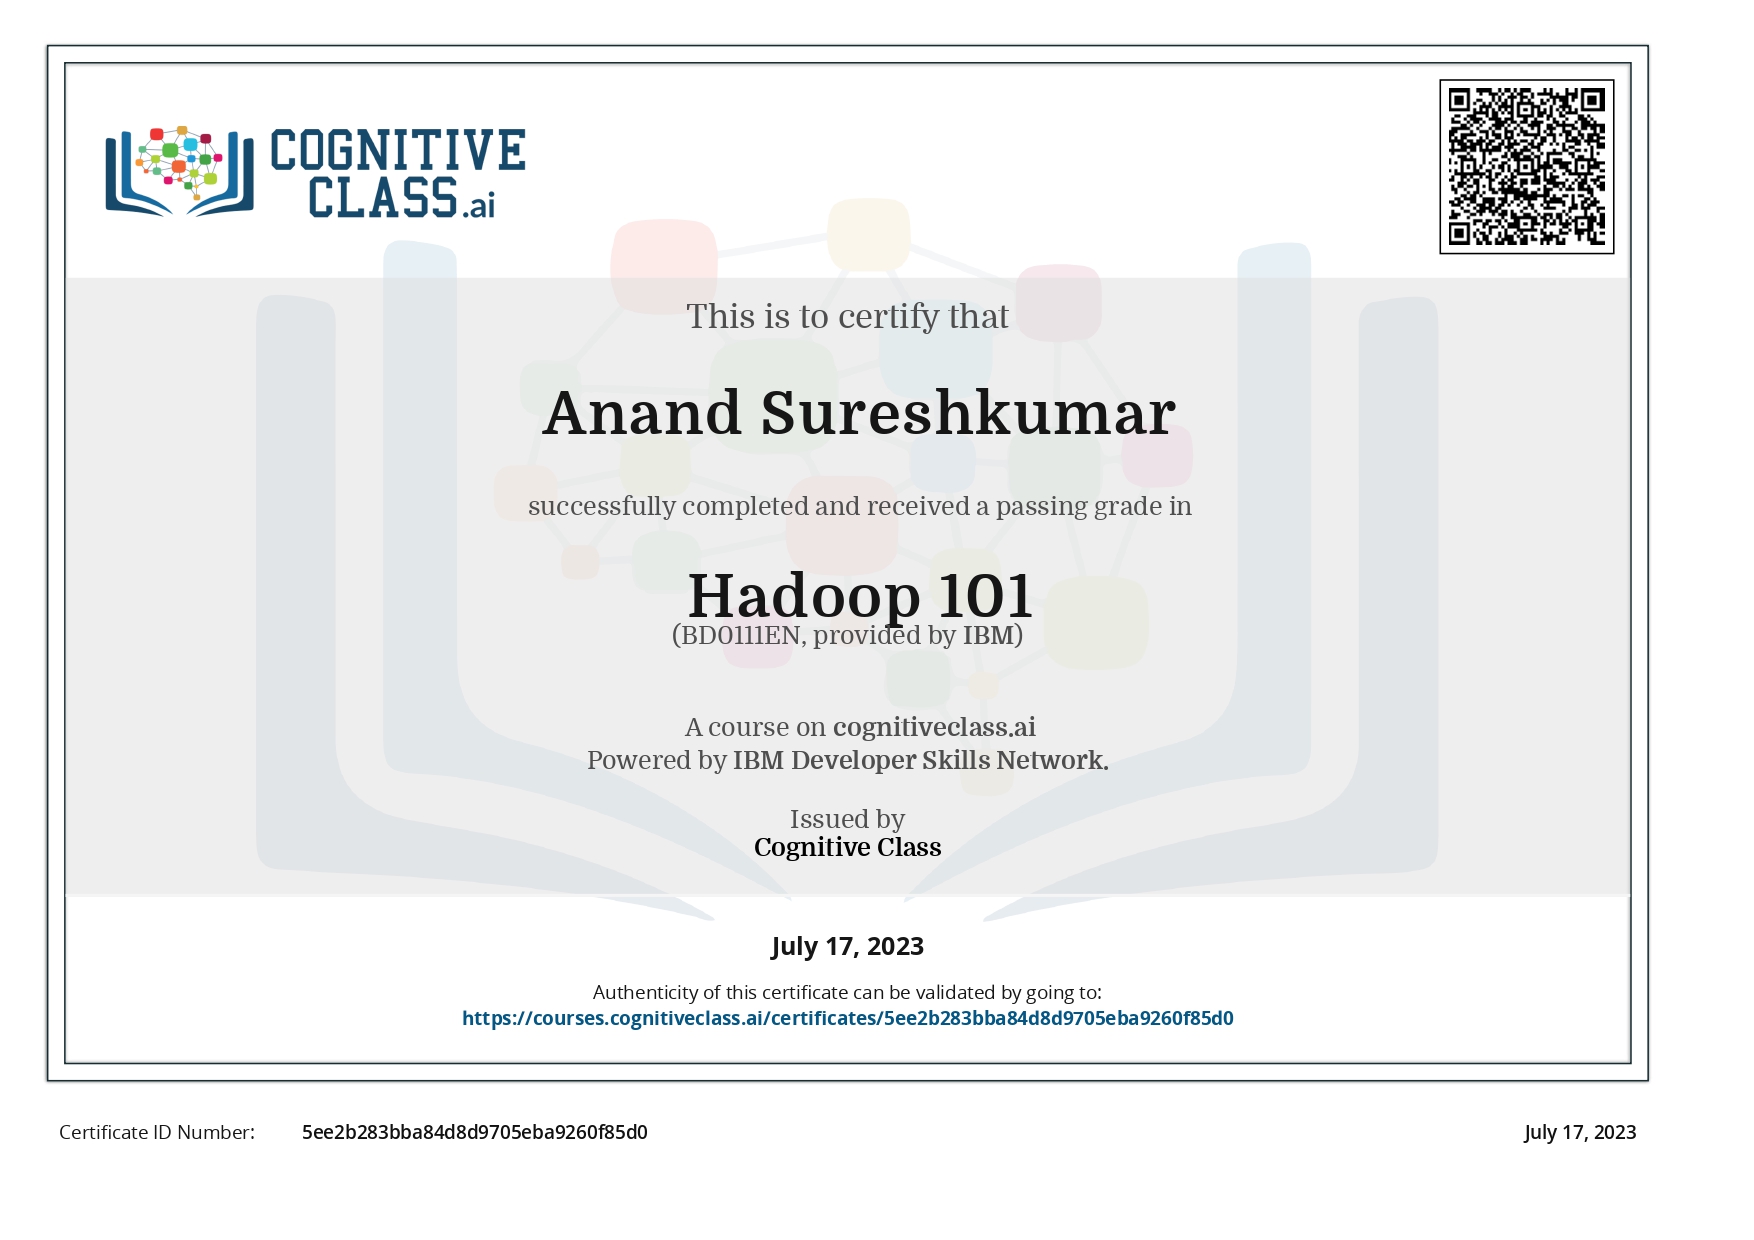 COGNITIVE
CLASS.ai
This is to certify that
Anand Sureshkumar
successfully completed and received a passing grade in
Hadoop 101
(BD0111EN, provided by IBM)
A course on cognitiveclass.ai
Powered by IBM Developer Skills Network.
Issued by
Cognitive Class
July 17, 2023
Authenticity of this certificate can be validated by going to:
https://courses.cognitiveclass.ai/certificates/5ee2b283bba84d8d9705eba9260f85d0
Certificate ID Number: 5ee2b283bba84d8d9705eba9260f85d0 July 17, 2023